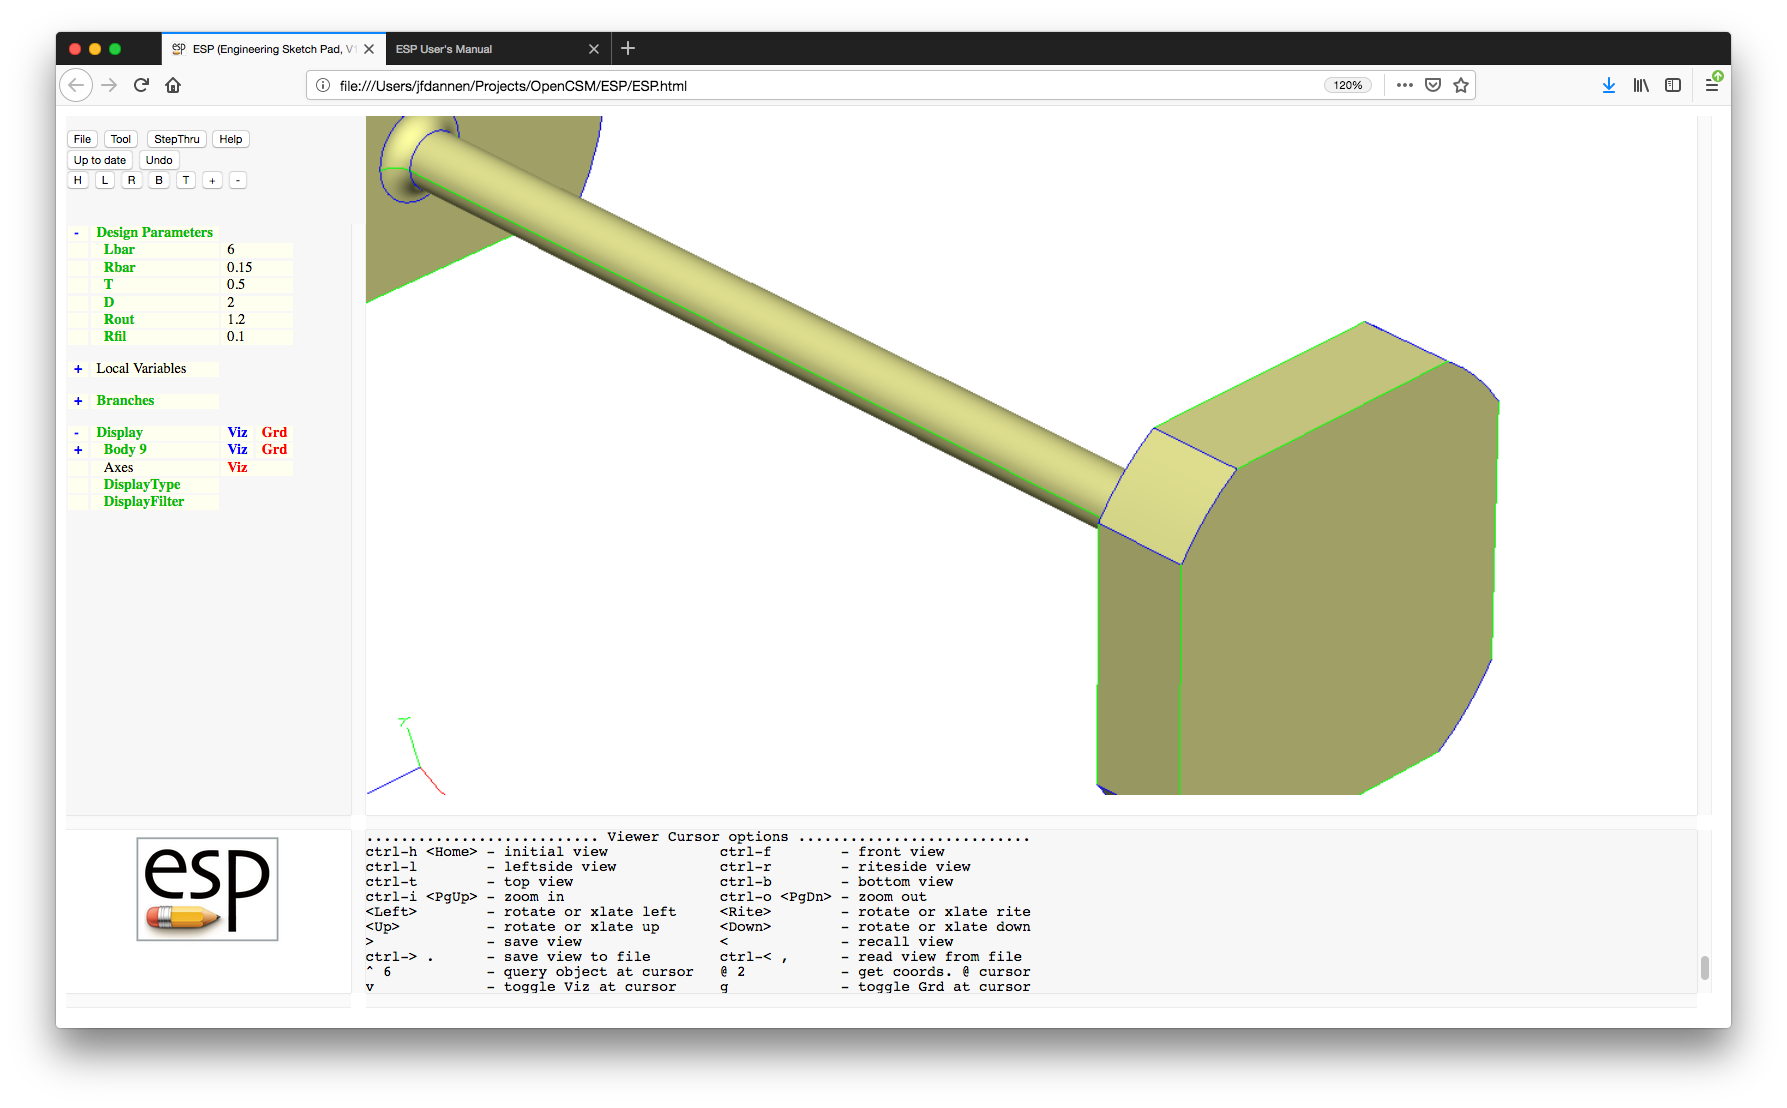 ESP (Engineering Sketch Pad, V1
ESP User's Manual
file:///Users/jfdannen/Projects/OpenCSM/ESP/ESP.html
120%
File Tool StepThru Help
Up to date Undo
H L R B T + -
- Design Parameters
Lbar 6
Rbar 0.15
T 0.5
D 2
Rout 1.2
Rfil 0.1
+ Local Variables
+ Branches
- Display Viz Grd
+ Body 9 Viz Grd
Axes Viz
DisplayType
DisplayFilter
Y
esp
........................... Viewer Cursor options ...........................
ctrl-h <Home> - initial view ctrl-f - front view
ctrl-l - leftside view ctrl-r - riteside view
ctrl-t - top view ctrl-b - bottom view
ctrl-i <PgUp> - zoom in ctrl-o <PgDn> - zoom out
<Left> - rotate or xlate left <Rite> - rotate or xlate rite
<Up> - rotate or xlate up <Down> - rotate or xlate down
> - save view < - recall view
ctrl-> . - save view to file ctrl-< , - read view from file
^ 6 - query object at cursor @ 2 - get coords. @ cursor
v - toggle Viz at cursor g - toggle Grd at cursor